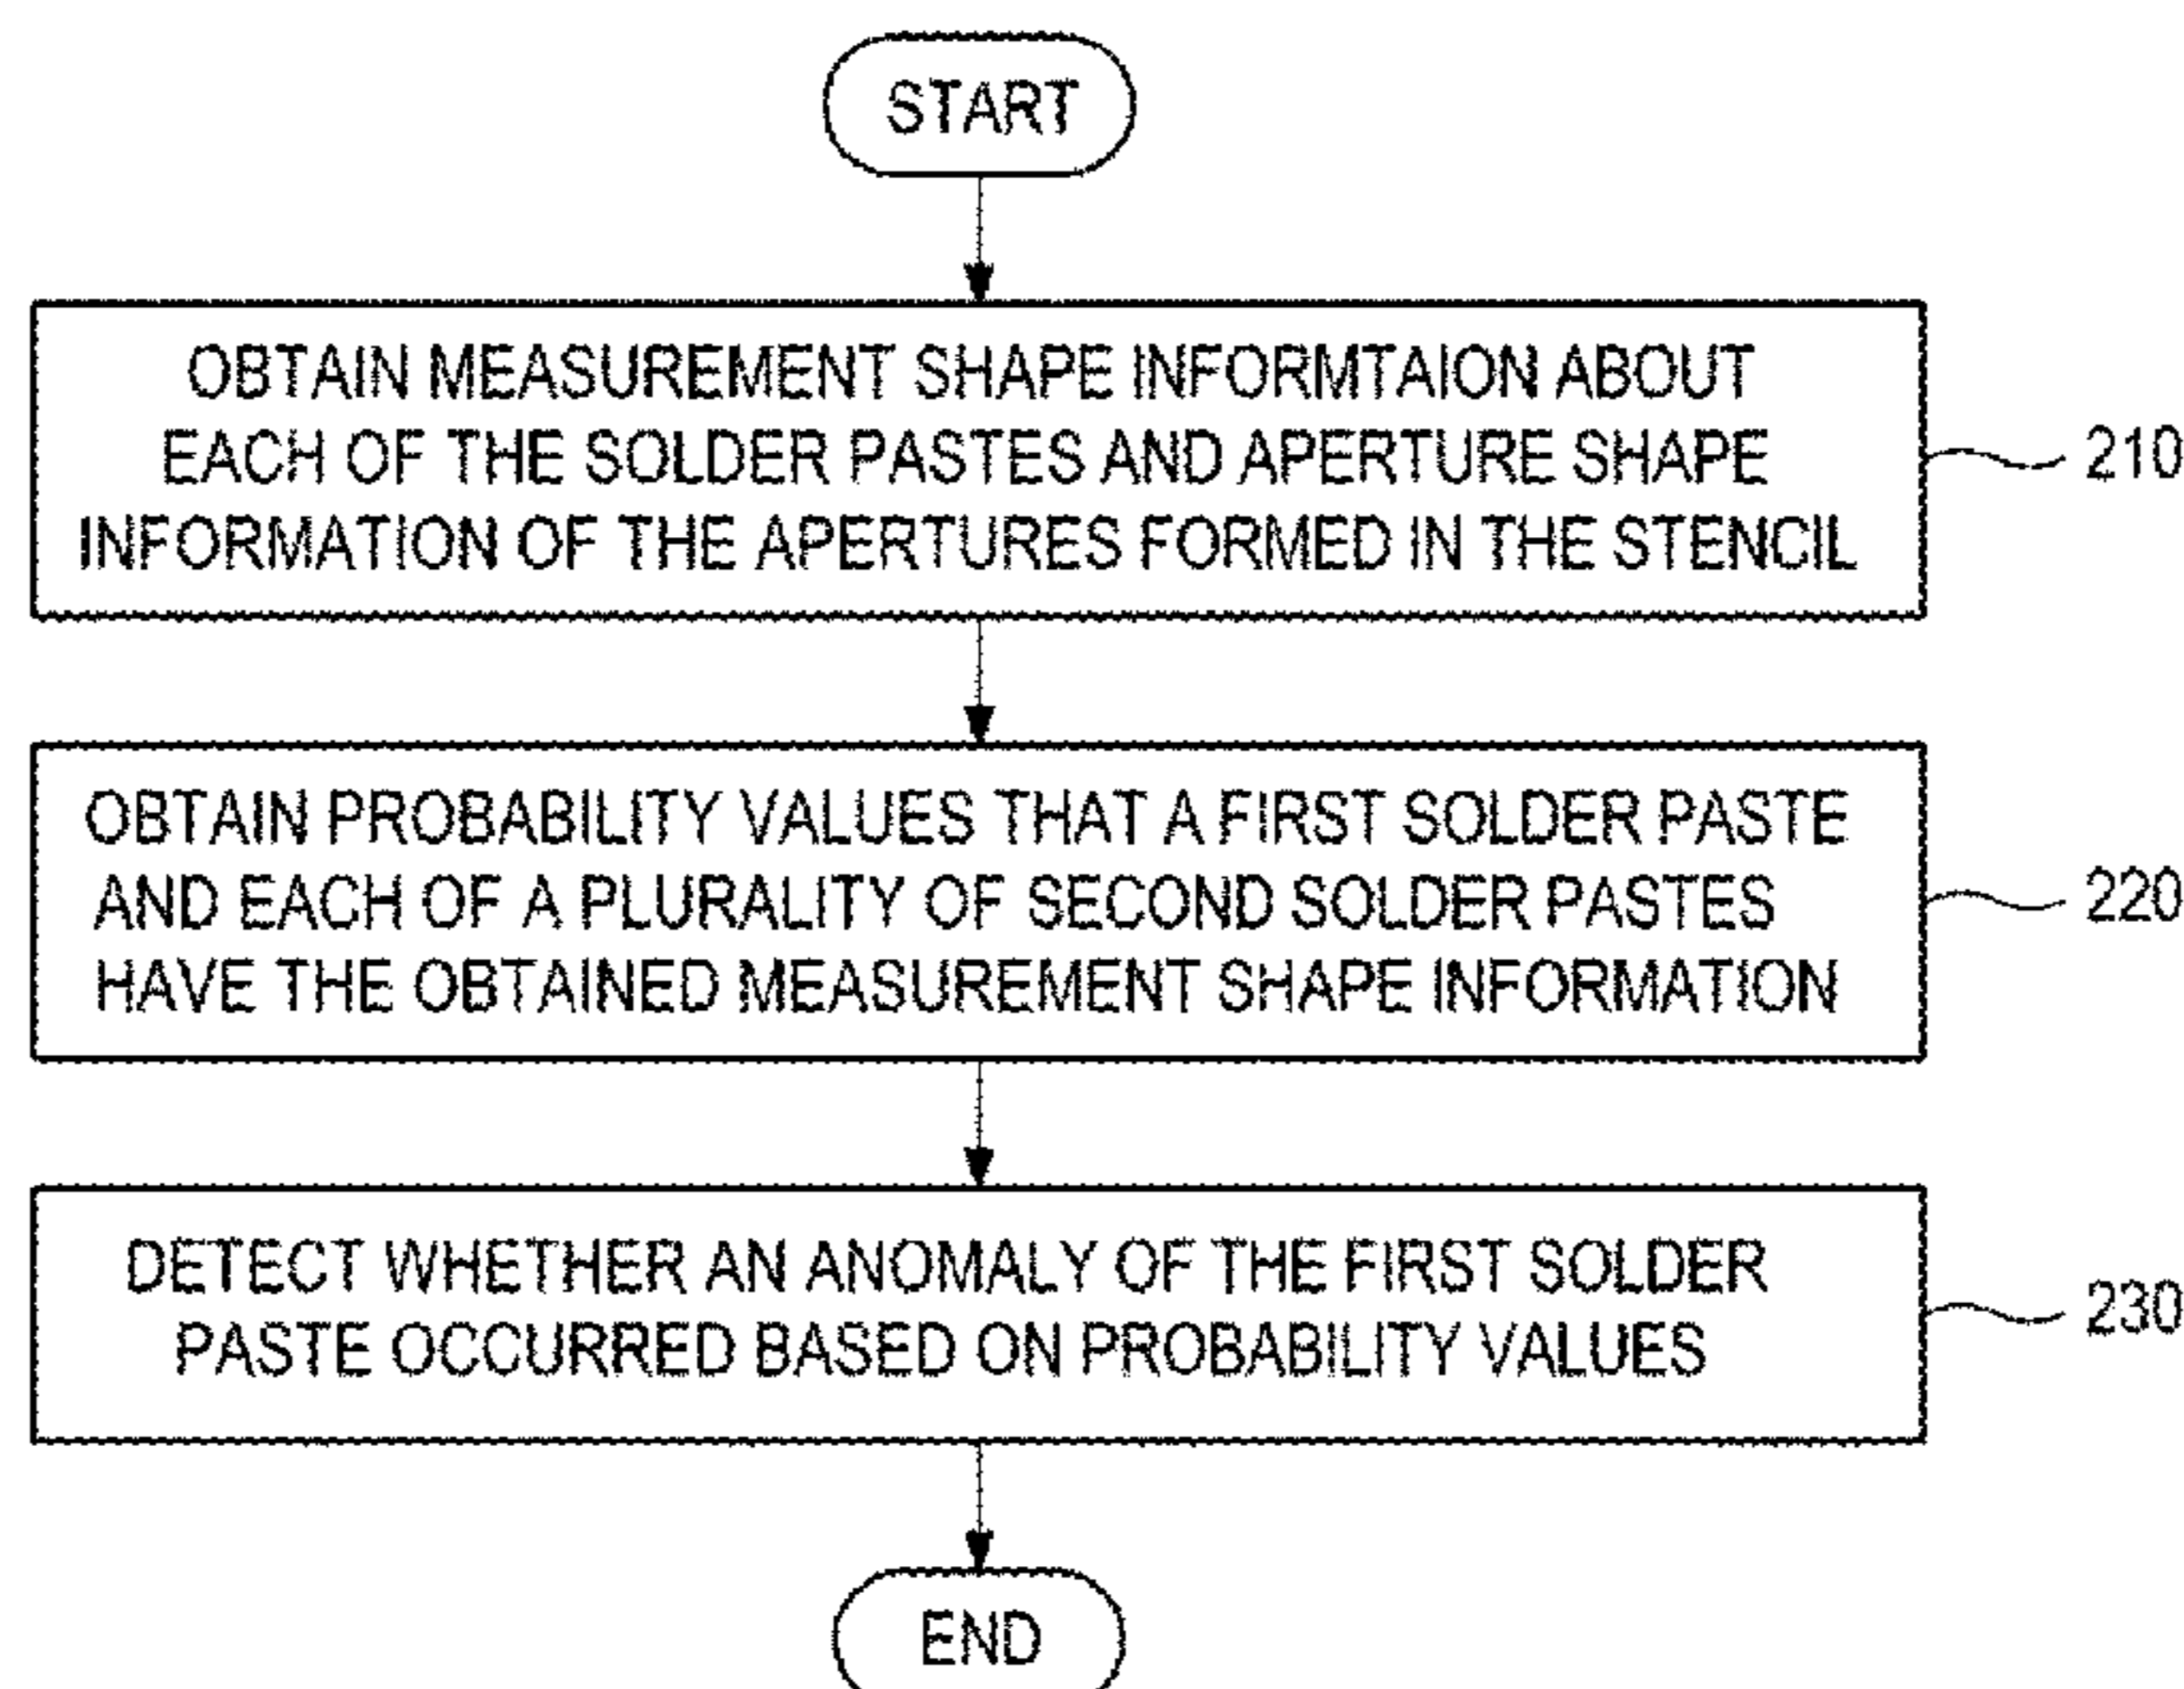 START
OBTAIN MEASUREMENT SHAPE INFORMTAION ABOUT
EACH OF THE SOLDER PASTES AND APERTURE SHAPE
INFORMATION OF THE APERTURES FORMED IN THE STENCIL
210
OBTAIN PROBABILITY VALUES THAT A FIRST SOLDER PASTE
AND EACH OF A PLURALITY OF SECOND SOLDER PASTES
HAVE THE OBTAINED MEASUREMENT SHAPE INFORMATION
220
DETECT WHETHER AN ANOMALY OF THE FIRST SOLDER
PASTE OCCURRED BASED ON PROBABILITY VALUES
230
END